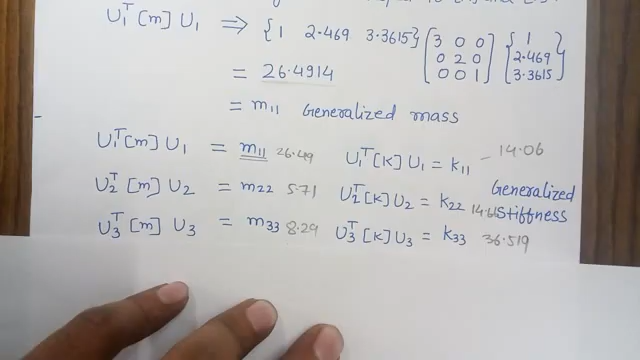 U₁ᵀ[m] U₁ ⇒ {1 2.469 3.3615} [3 0 0 0 2 0 0 0 1] {1 2.469 3.3615}
= 26.4914
= m₁₁ Generalized mass
U₁ᵀ[m] U₁ = m₁₁ 26.49 U₁ᵀ[k] U₁ = K₁₁ – 14.06
U₂ᵀ[m] U₂ = m₂₂ 5.71 U₂ᵀ[k] U₂ = K₂₂ 14.61 Generalized Stiffness
U₃ᵀ[m] U₃ = m₃₃ 8.29 U₃ᵀ[k] U₃ = K₃₃ 36.519